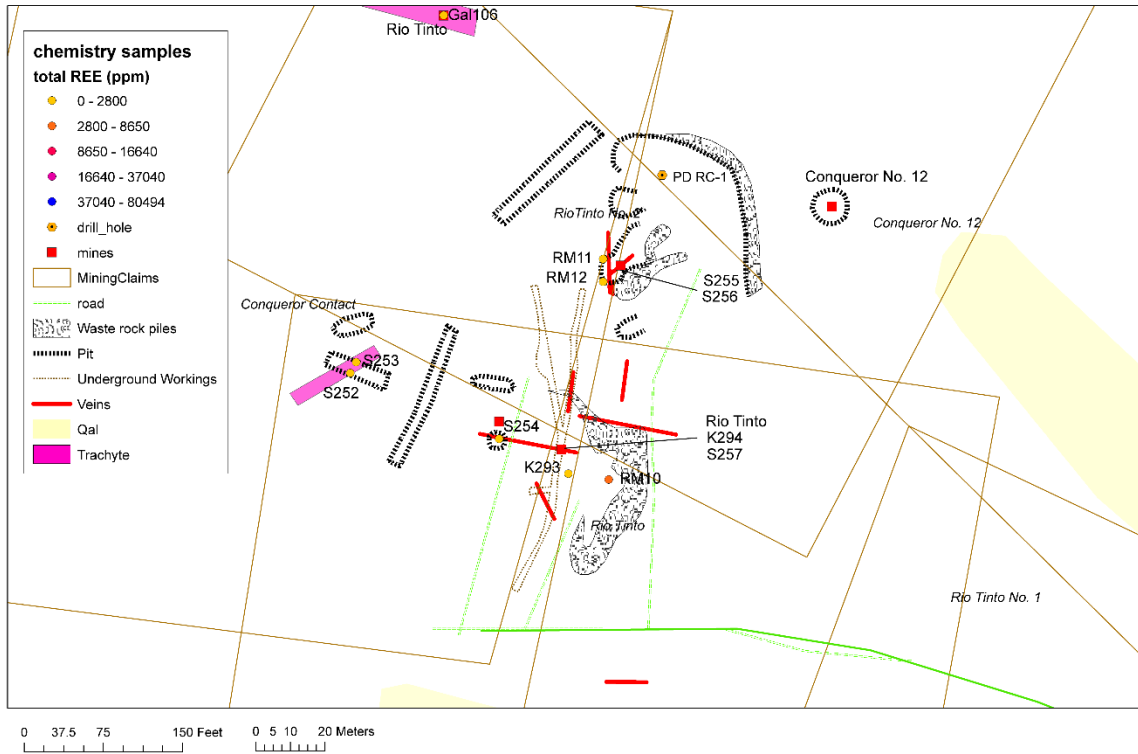 chemistry samples
total REE (ppm)
0 - 2800
2800 - 8650
8650 - 16640
16640 - 37040
37040 - 80494
drill_hole
mines
MiningClaims
road
Waste rock piles
Pit
Underground Workings
Veins
Qal
Trachyte
Gal106
Rio Tinto
PD RC-1
Conqueror No. 12
RioTinto No. 2
Conqueror No. 12
RM11
RM12
S255
S256
Conqueror Contact
S253
S252
S254
Rio Tinto
K294
S257
K293
RM10
Rio Tinto
Rio Tinto No. 1
0 37.5 75 150 Feet
0 5 10 20 Meters